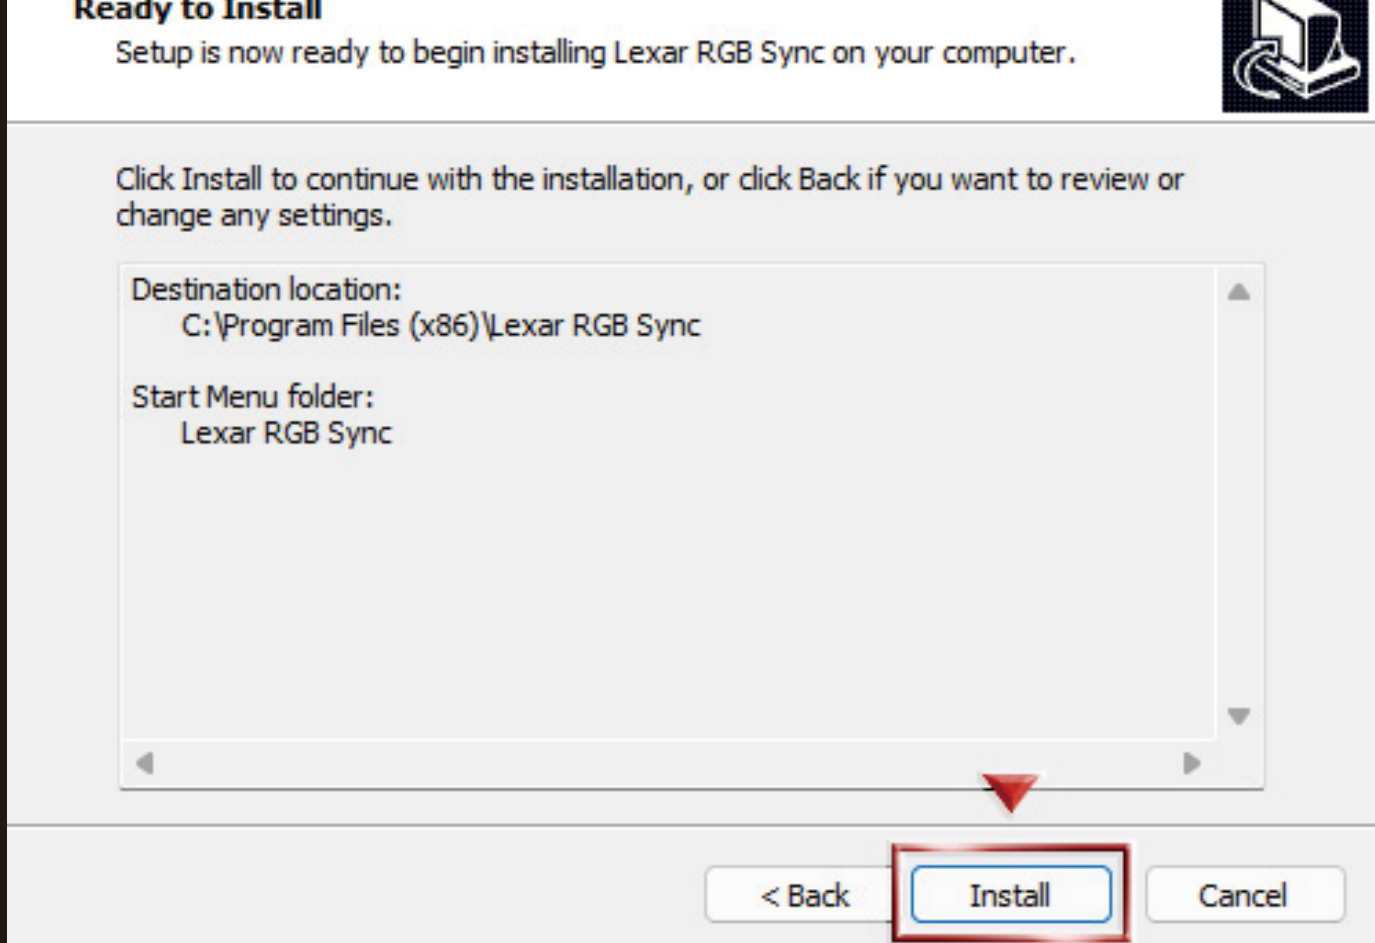 Ready to Install
Setup is now ready to begin installing Lexar RGB Sync on your computer.
Click Install to continue with the installation, or click Back if you want to review or
change any settings.
Destination location:
C:\Program Files (x86)\Lexar RGB Sync
Start Menu folder:
Lexar RGB Sync
< Back
Install
Cancel